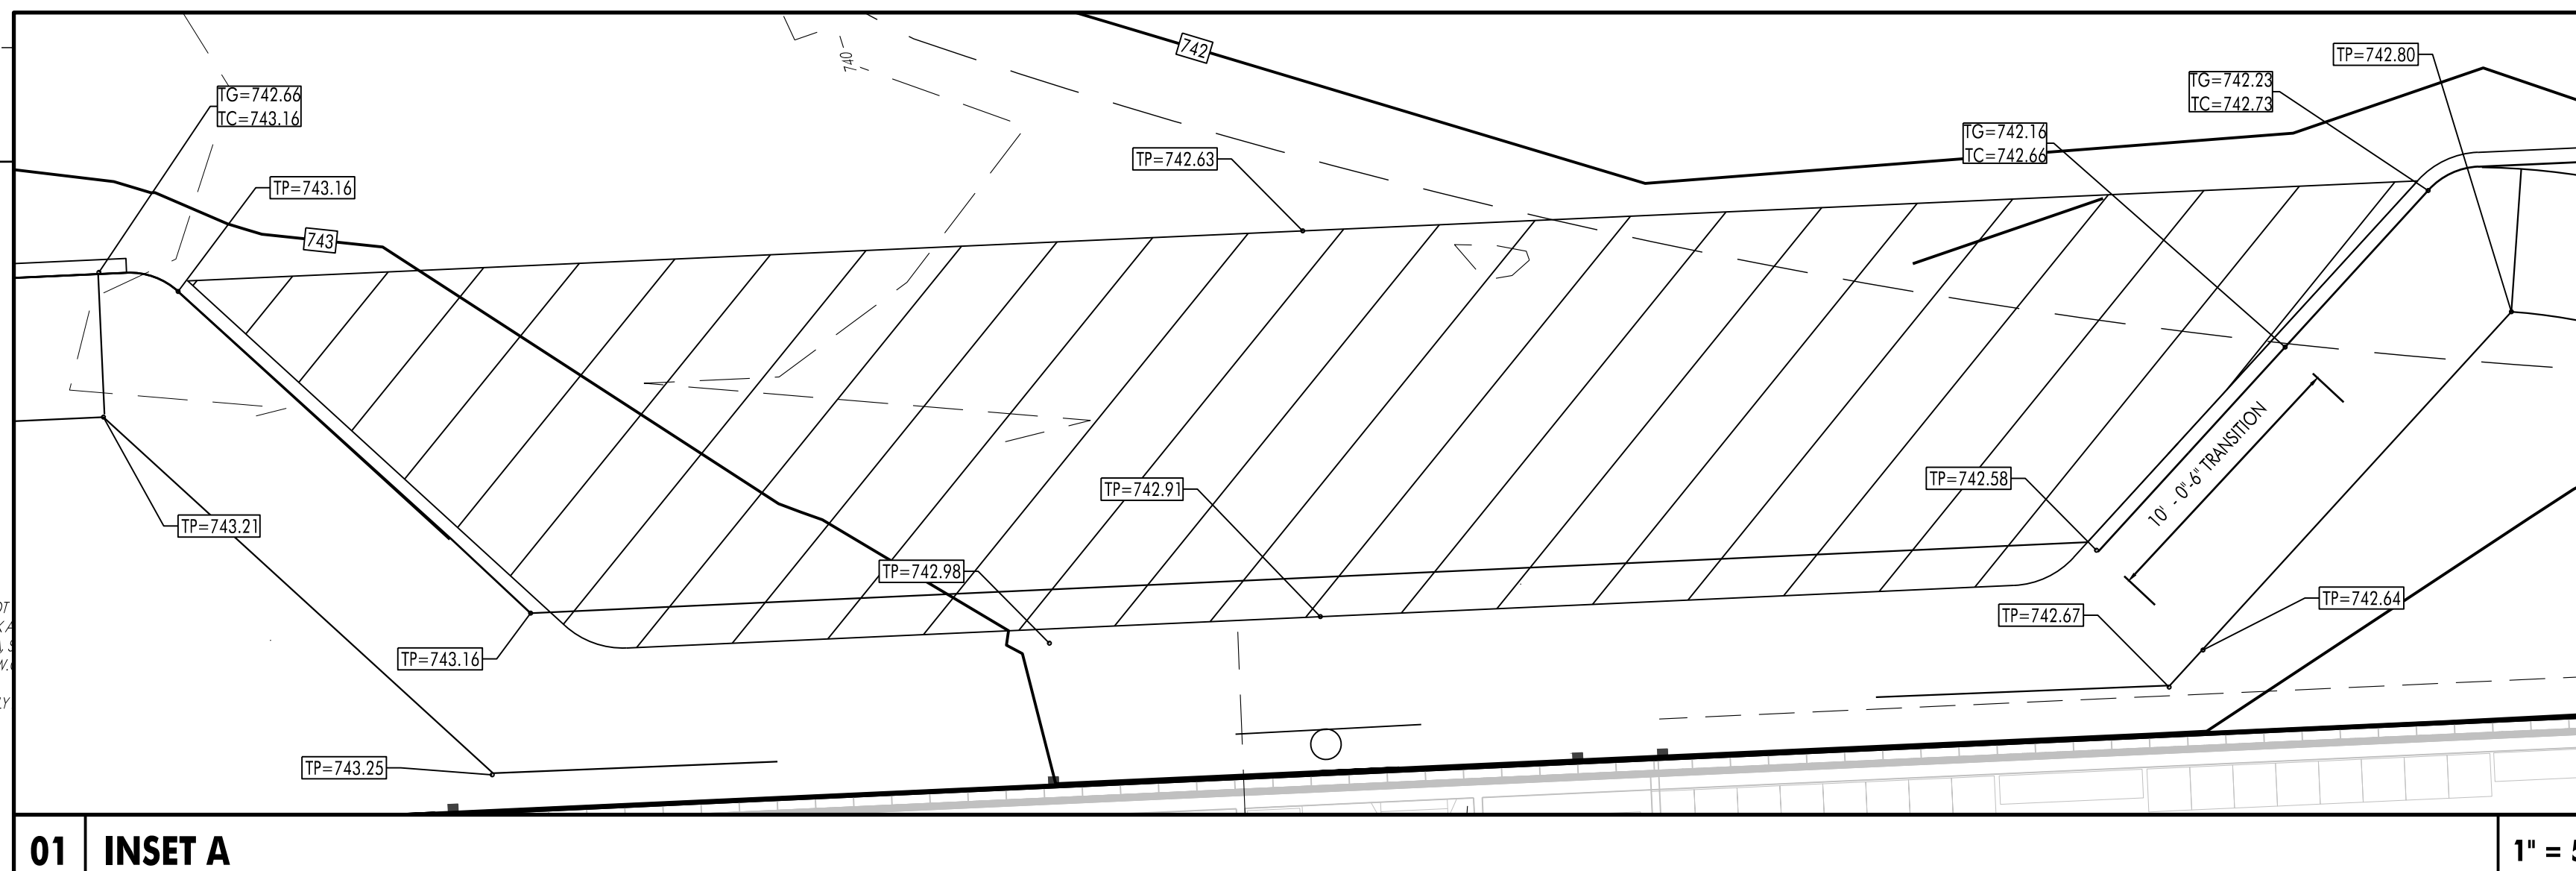 742
740
TP=742.80
TG=742.66
TC=743.16
TG=742.23
TC=742.73
TG=742.16
TC=742.66
TP=742.63
TP=743.16
743
TP=742.91
TP=742.58
10' - 0"-6" TRANSITION
TP=743.21
TP=742.98
TP=742.64
TP=742.67
TP=743.16
TP=743.25
01 INSET A
1" =